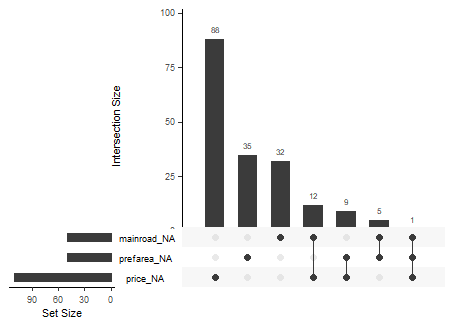 100
88
75
Intersection Size
50
35
32
25
12
9
5
1
mainroad_NA
prefarea_NA
price_NA
90 60 30 0
Set Size